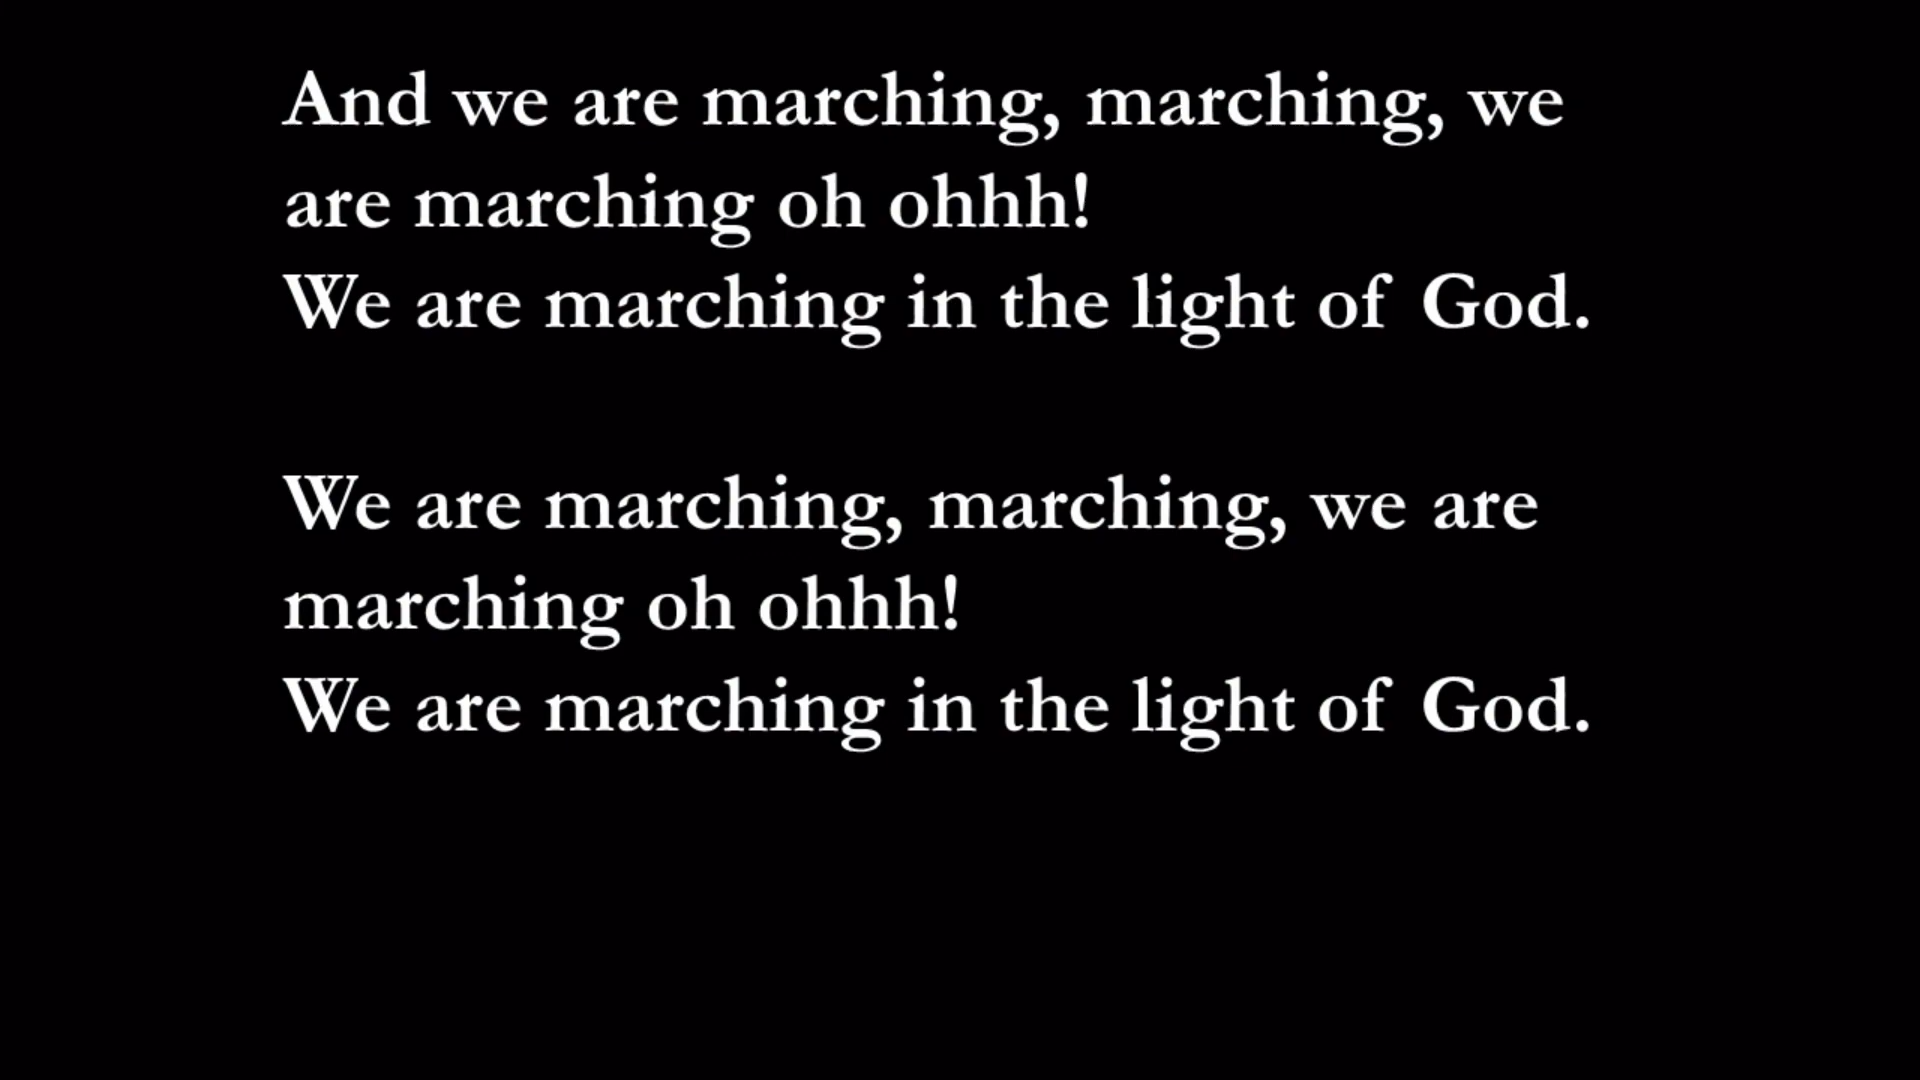 And we are marching, marching, we
are marching oh ohhh!
We are marching in the light of God.
We are marching, marching, we are
marching oh ohhh!
We are marching in the light of God.